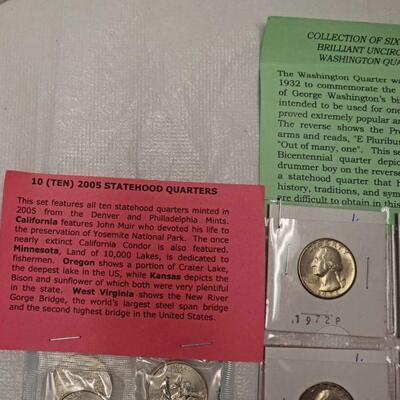 COLLECTION OF SIX
BRILLIANT UNCIRC
WASHINGTON QUA
The Washington Quarter wa
1932 to commemorate the
of George Washington's bi
intended to be used for one
proved extremely popular an
The reverse shows the Pre
arms and reads, "E Pluribus
"Out of many, one". This se
Bicentennial quarter depic
drummer boy on the reverse
a statehood quarter that h
history, traditions, and sym
are difficult to obtain in this
10 (TEN) 2005 STATEHOOD QUARTERS
This set features all ten statehood quarters minted in
2005 from the Denver and Philladelphia Mints.
California features John Muir who devoted his life to
the preservation of Yosemite National Park. The once
nearly extinct California Condor is also featured.
Minnesota, Land of 10,000 Lakes, is dedicated to
fishermen. Oregon shows a portion of Crater Lake,
the deepest lake in the US, while Kansas depicts the
Bison and sunflower of which both were very plentiful
in the state. West Virginia shows the New River
Gorge Bridge, the world's largest steel span bridge
and the second highest bridge in the United States.
1.
1972P
1.